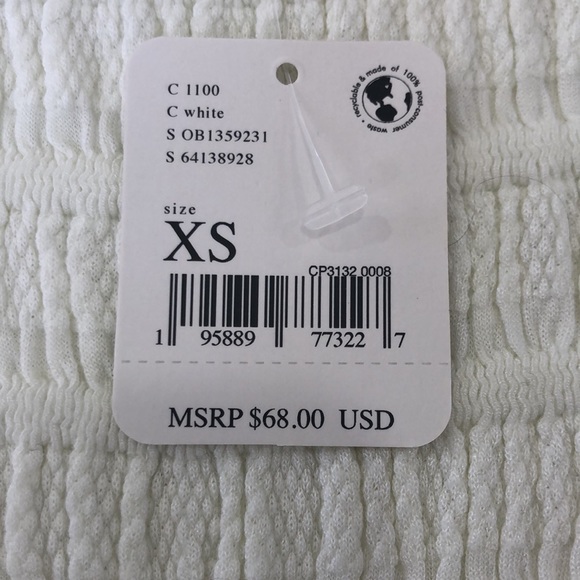 C 1100
C white
S OB1359231
S 64138928
recyclable & made of 100% post-consumer waste •
size
XS
CP3132 0008
1 95889 77322 7
MSRP $68.00 USD